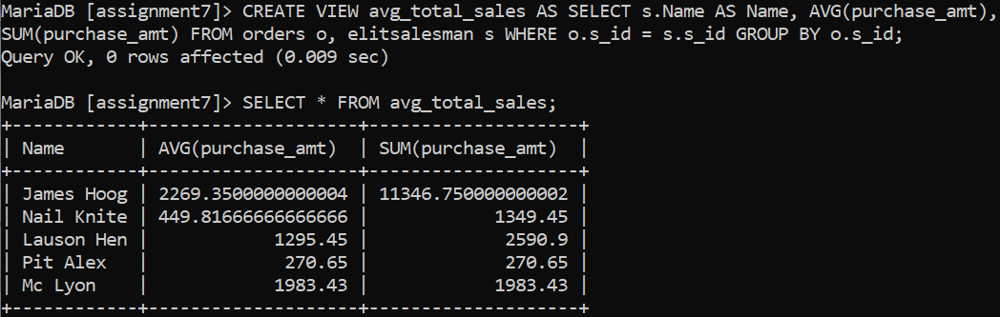 MariaDB [assignment7]> CREATE VIEW avg_total_sales AS SELECT s.Name AS Name, AVG(purchase_amt),
SUM(purchase_amt) FROM orders o, elitsalesman s WHERE o.s_id = s.s_id GROUP BY o.s_id;
Query OK, 0 rows affected (0.009 sec)

MariaDB [assignment7]> SELECT * FROM avg_total_sales;
+------------+--------------------+--------------------+
| Name       | AVG(purchase_amt)  | SUM(purchase_amt)  |
+------------+--------------------+--------------------+
| James Hoog | 2269.3500000000004 | 11346.750000000002 |
| Nail Knite | 449.81666666666666 |            1349.45 |
| Lauson Hen |            1295.45 |             2590.9 |
| Pit Alex   |             270.65 |             270.65 |
| Mc Lyon    |            1983.43 |            1983.43 |
+------------+--------------------+--------------------+